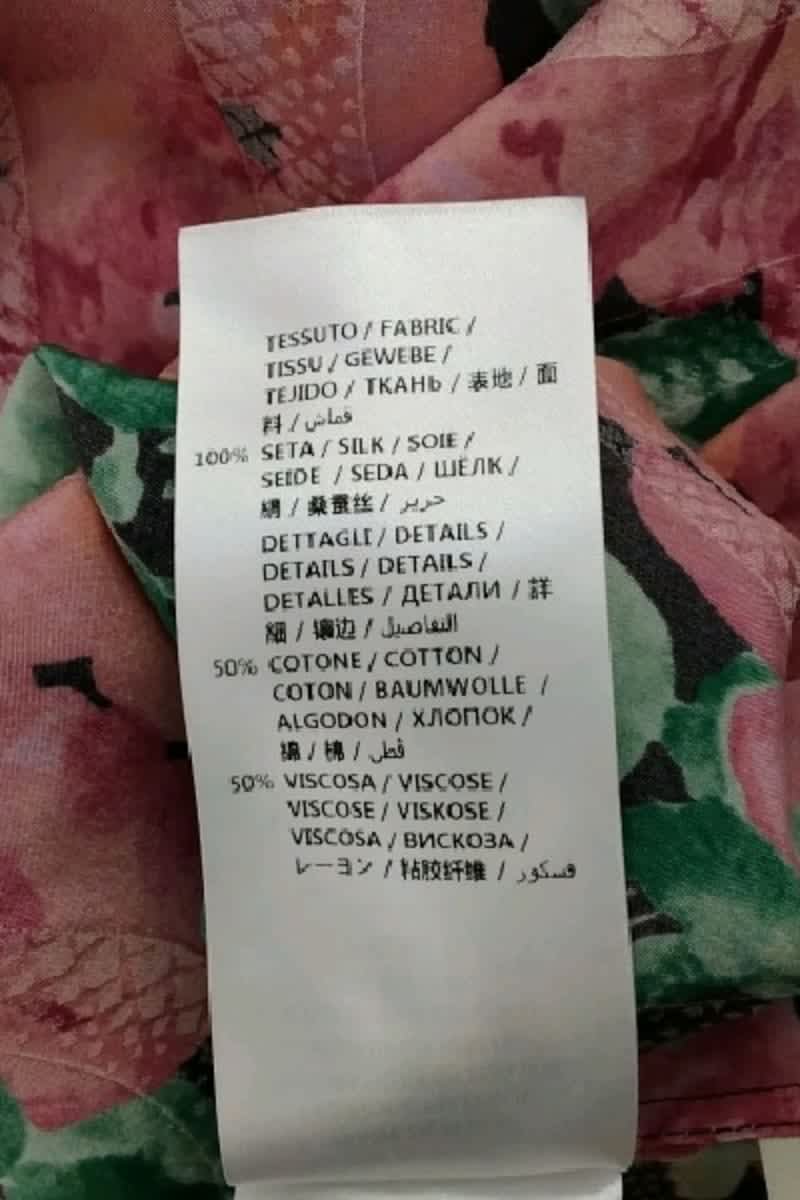 TESSUTO / FABRIC /
TISSU / GEWEBE /
TEJIDO / ТКАНЬ / 表地 / 面
料 / قماش
100% SETA / SILK / SOIE /
SEIDE / SEDA / ШЁЛК /
絹 / 桑蚕丝 / حرير
DETTAGLI / DETAILS /
DETAILS / DETAILS /
DETALLES / ДЕТАЛИ / 詳
細 / 镶边 / التفاصيل
50% COTONE / COTTON /
COTON / BAUMWOLLE /
ALGODON / ХЛОПОК /
綿 / 棉 / قطن
50% VISCOSA / VISCOSE /
VISCOSE / VISKOSE /
VISCOSA / ВИСКОЗА /
レーヨン / 粘胶纤维 / فسكور